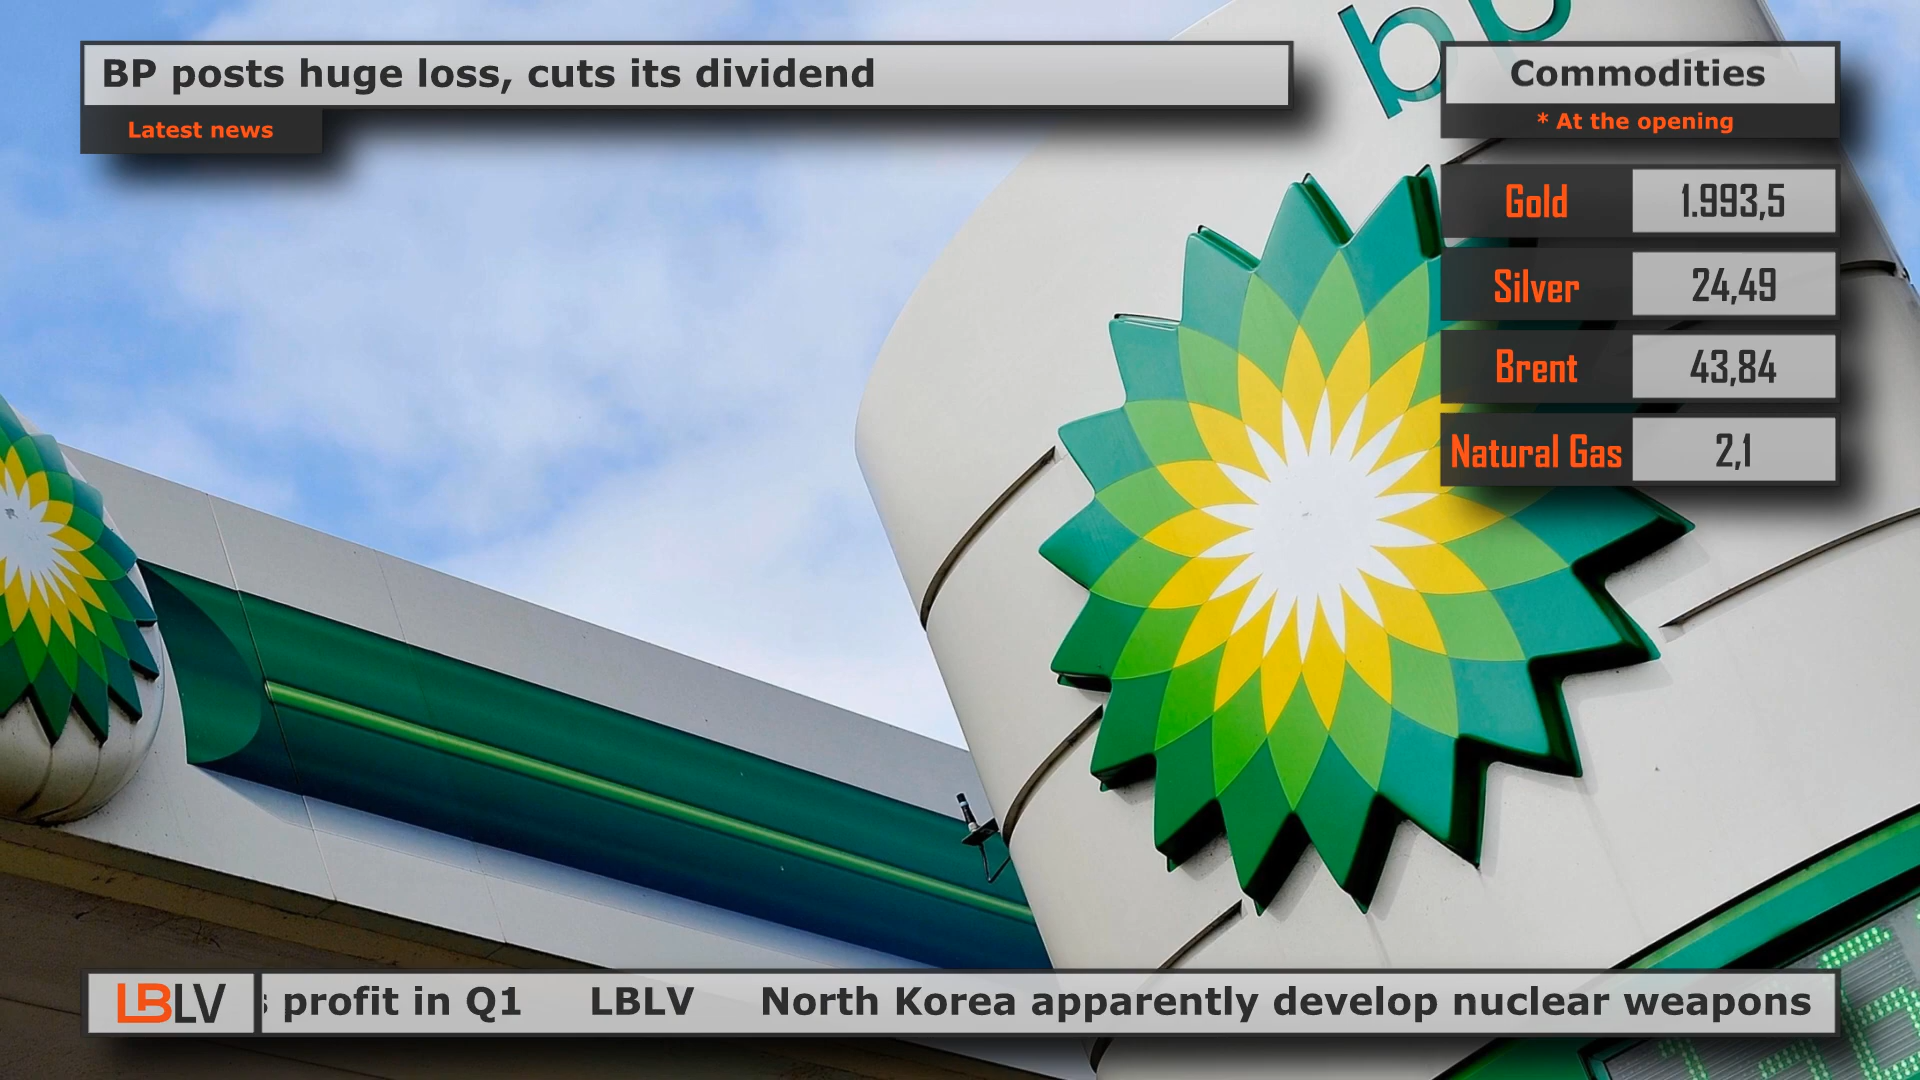 BP posts huge loss, cuts its dividend
Latest news
bp
Commodities
* At the opening
Gold 1.993,5
Silver 24,49
Brent 43,84
Natural Gas 2,1
LBLV
profit in Q1 LBLV North Korea apparently develop nuclear weapons